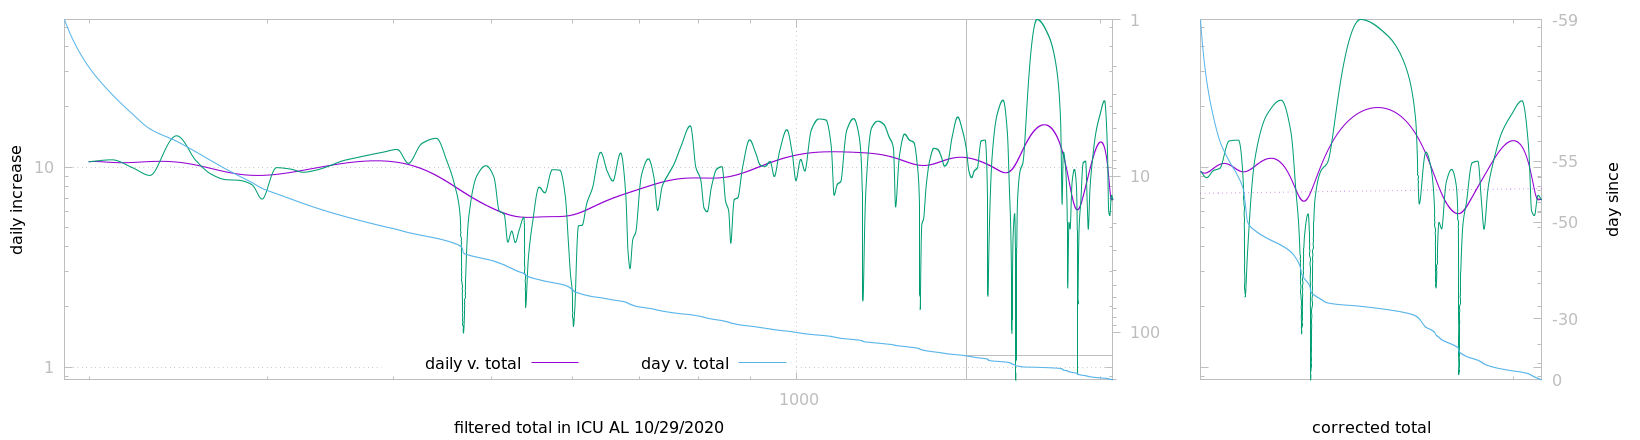 1
-59
10
-55
daily increase
10
-50
day since
-30
100
1
daily v. total
day v. total
0
1000
filtered total in ICU AL 10/29/2020
corrected total